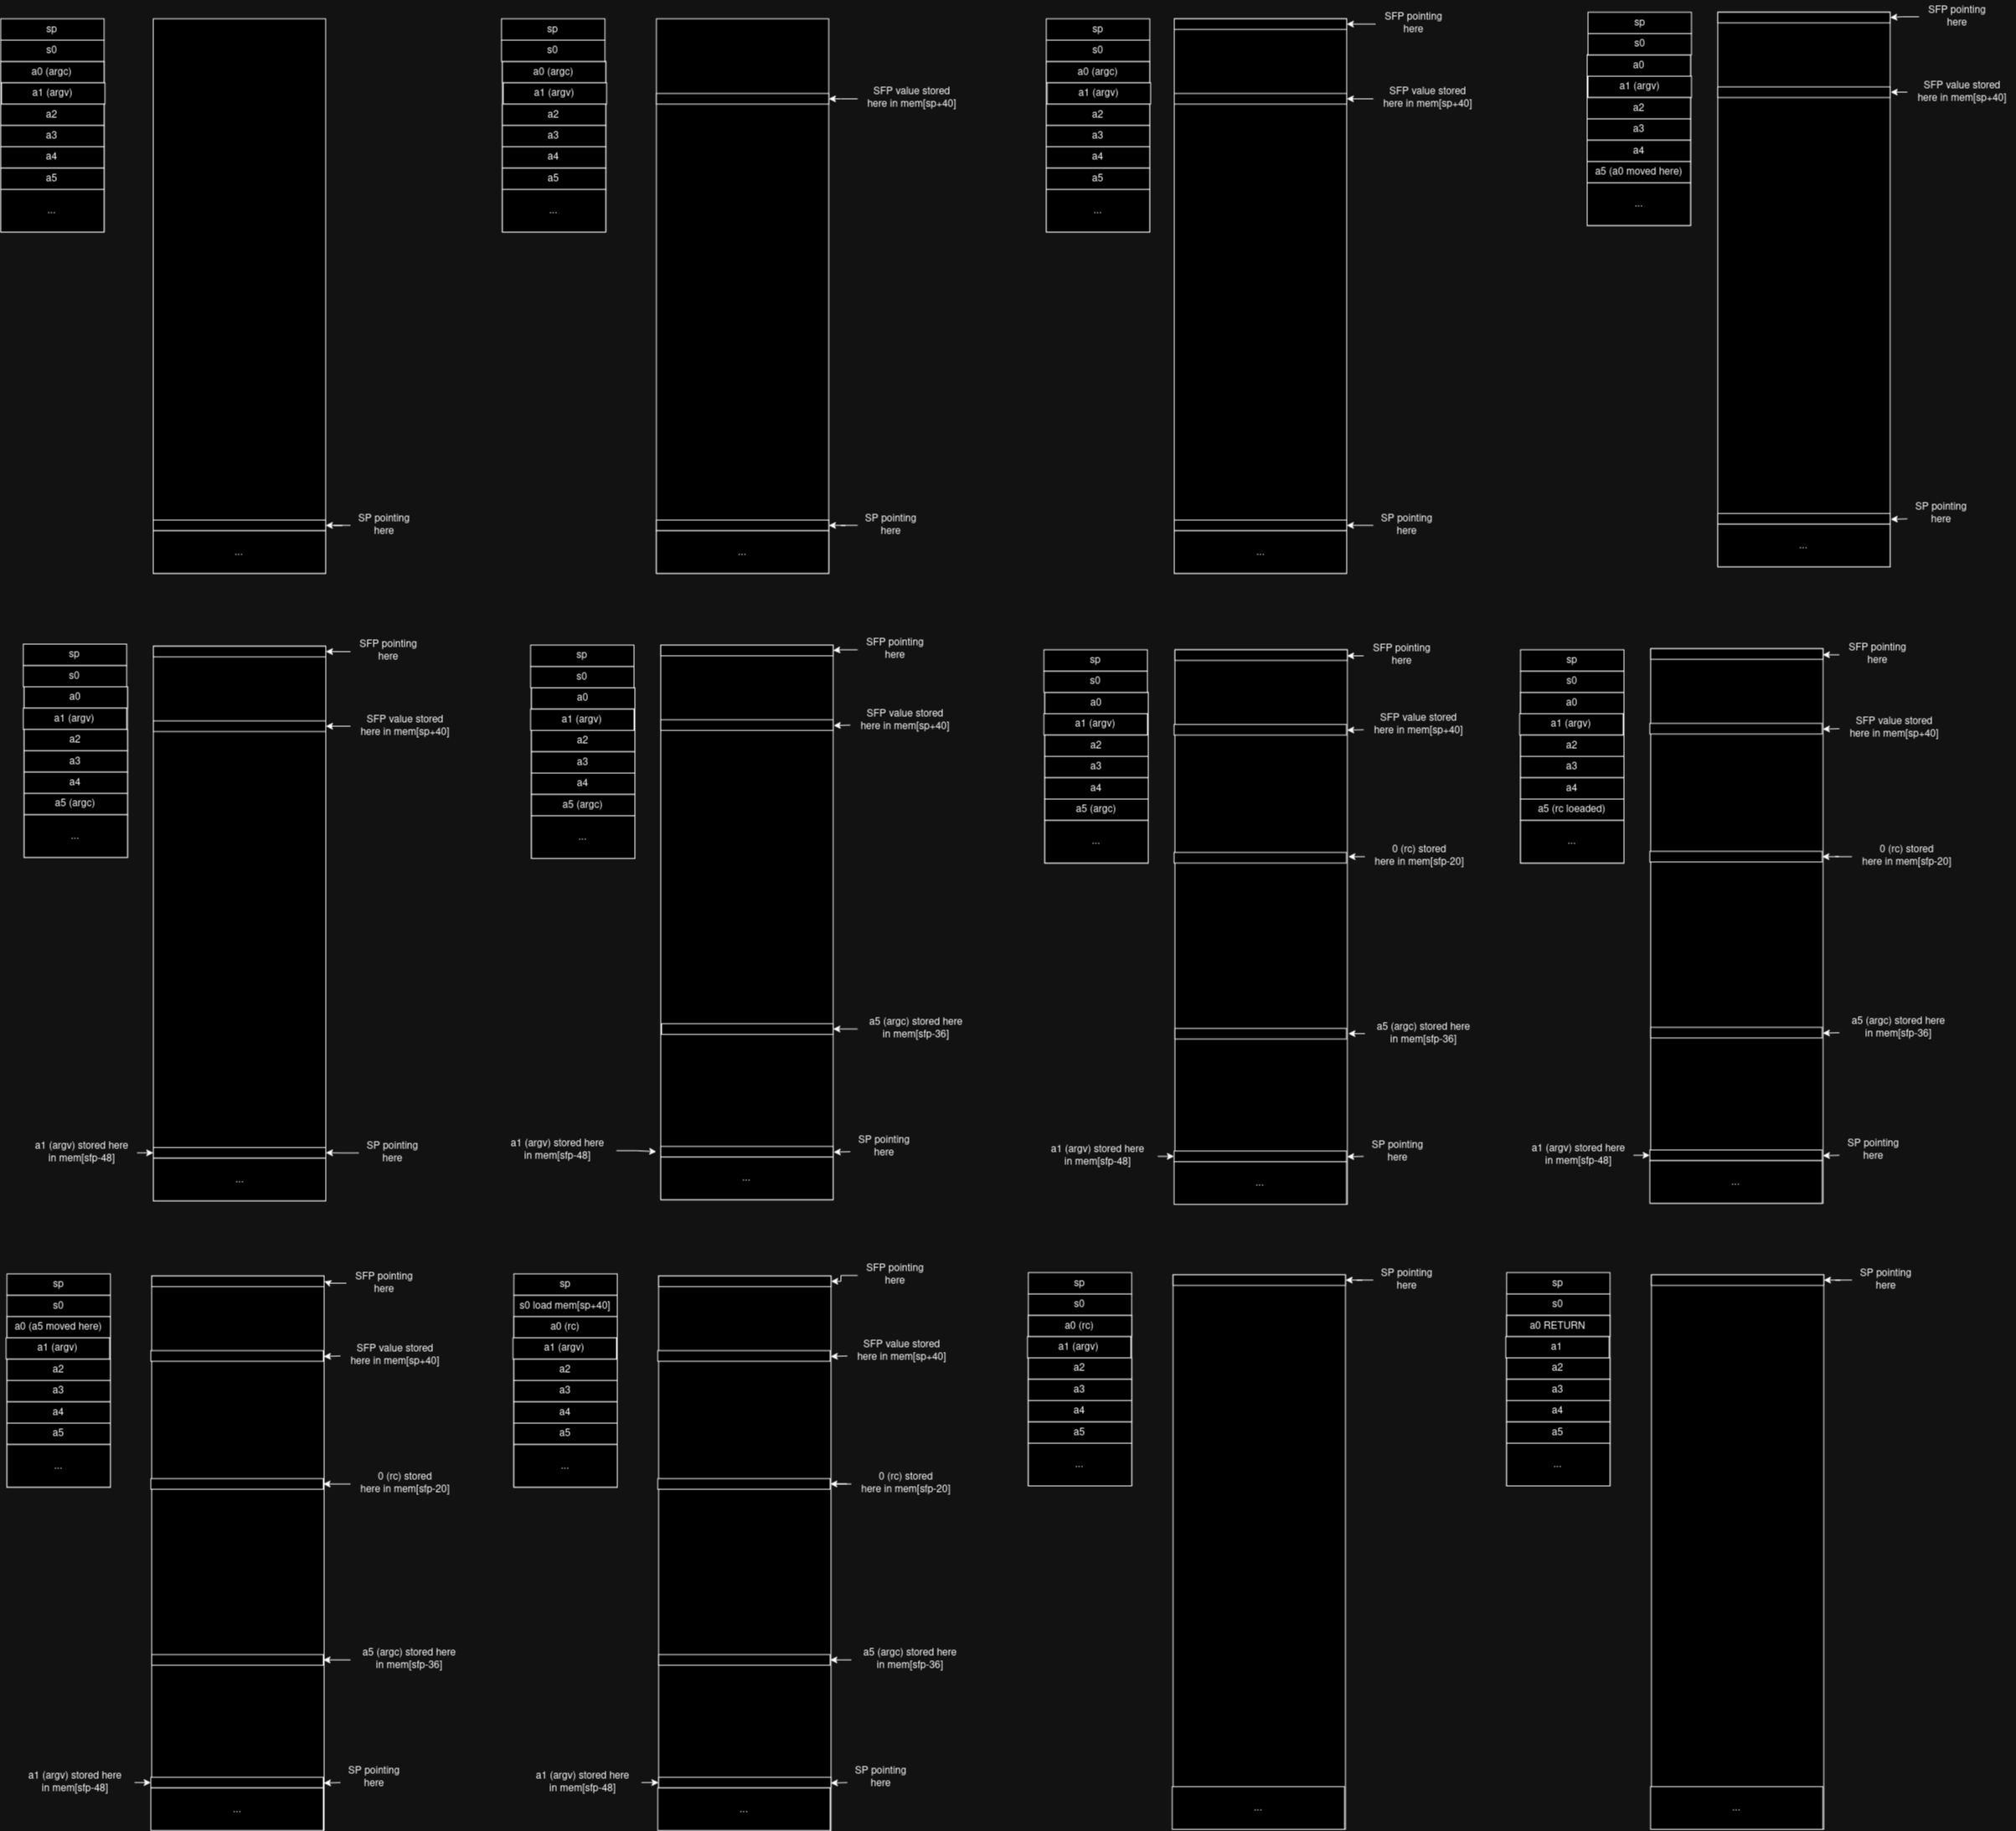 sp
s0
a0 (argc)
a1 (argv)
a2
a3
a4
a5
...
SP pointing
here
...
sp
s0
a0 (argc)
a1 (argv)
a2
a3
a4
a5
...
SFP value stored
here in mem[sp+40]
SP pointing
here
...
sp
s0
a0 (argc)
a1 (argv)
a2
a3
a4
a5
...
SFP pointing
here
SFP value stored
here in mem[sp+40]
SP pointing
here
...
sp
s0
a0
a1 (argv)
a2
a3
a4
a5 (a0 moved here)
...
SFP pointing
here
SFP value stored
here in mem[sp+40]
SP pointing
here
...
sp
s0
a0
a1 (argv)
a2
a3
a4
a5 (argc)
...
SFP pointing
here
SFP value stored
here in mem[sp+40]
a1 (argv) stored here
in mem[sfp-48]
SP pointing
here
...
sp
s0
a0
a1 (argv)
a2
a3
a4
a5 (argc)
...
SFP pointing
here
SFP value stored
here in mem[sp+40]
a5 (argc) stored here
in mem[sfp-36]
a1 (argv) stored here
in mem[sfp-48]
SP pointing
here
...
sp
s0
a0
a1 (argv)
a2
a3
a4
a5 (argc)
...
SFP pointing
here
SFP value stored
here in mem[sp+40]
0 (rc) stored
here in mem[sfp-20]
a5 (argc) stored here
in mem[sfp-36]
a1 (argv) stored here
in mem[sfp-48]
SP pointing
here
...
sp
s0
a0
a1 (argv)
a2
a3
a4
a5 (rc loeaded)
...
SFP pointing
here
SFP value stored
here in mem[sp+40]
0 (rc) stored
here in mem[sfp-20]
a5 (argc) stored here
in mem[sfp-36]
a1 (argv) stored here
in mem[sfp-48]
SP pointing
here
...
sp
s0
a0 (a5 moved here)
a1 (argv)
a2
a3
a4
a5
...
SFP pointing
here
SFP value stored
here in mem[sp+40]
0 (rc) stored
here in mem[sfp-20]
a5 (argc) stored here
in mem[sfp-36]
a1 (argv) stored here
in mem[sfp-48]
SP pointing
here
...
sp
s0 load mem[sp+40]
a0 (rc)
a1 (argv)
a2
a3
a4
a5
...
SFP pointing
here
SFP value stored
here in mem[sp+40]
0 (rc) stored
here in mem[sfp-20]
a5 (argc) stored here
in mem[sfp-36]
a1 (argv) stored here
in mem[sfp-48]
SP pointing
here
...
sp
s0
a0 (rc)
a1 (argv)
a2
a3
a4
a5
...
SP pointing
here
...
sp
s0
a0 RETURN
a1
a2
a3
a4
a5
...
SP pointing
here
...